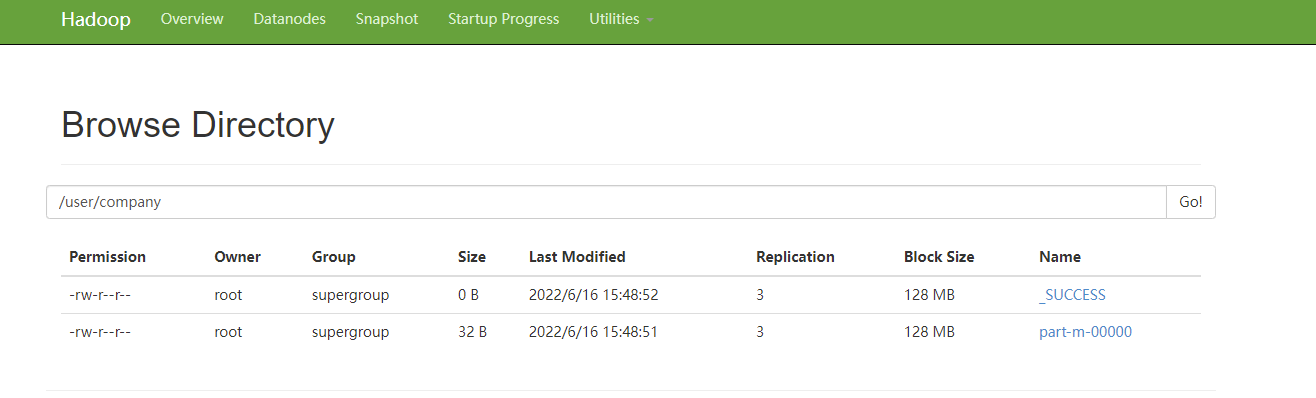 Hadoop Overview Datanodes Snapshot Startup Progress Utilities
Browse Directory
/user/company Go!
Permission Owner Group Size Last Modified Replication Block Size Name
-rw-r--r-- root supergroup 0 B 2022/6/16 15:48:52 3 128 MB _SUCCESS
-rw-r--r-- root supergroup 32 B 2022/6/16 15:48:51 3 128 MB part-m-00000